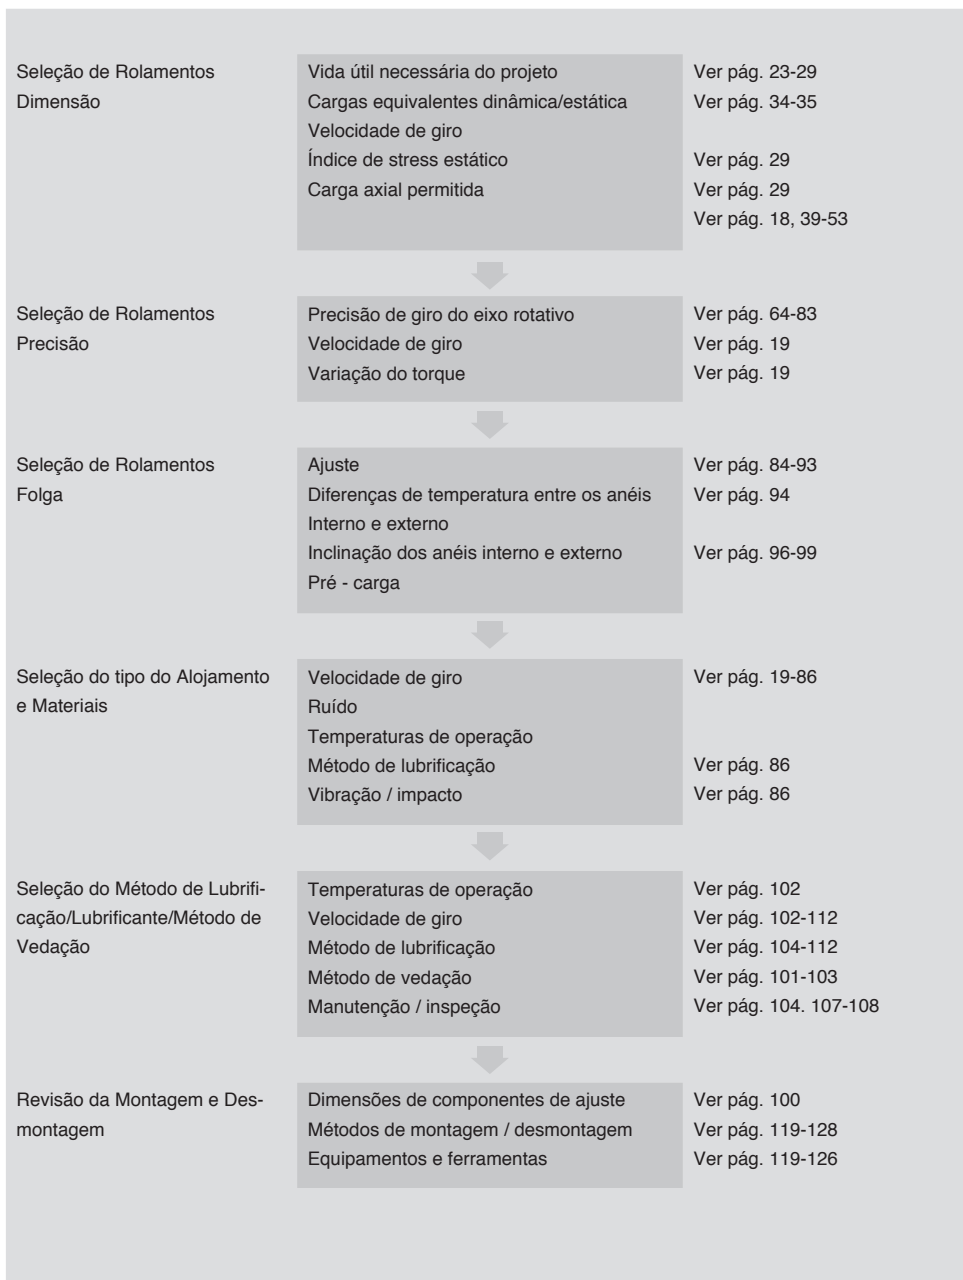 Seleção de Rolamentos
Dimensão
Vida útil necessária do projeto
Cargas equivalentes dinâmica/estática
Velocidade de giro
Índice de stress estático
Carga axial permitida
Ver pág. 23-29
Ver pág. 34-35
Ver pág. 29
Ver pág. 29
Ver pág. 18, 39-53
Seleção de Rolamentos
Precisão
Precisão de giro do eixo rotativo
Velocidade de giro
Variação do torque
Ver pág. 64-83
Ver pág. 19
Ver pág. 19
Seleção de Rolamentos
Folga
Ajuste
Diferenças de temperatura entre os anéis
Interno e externo
Inclinação dos anéis interno e externo
Pré - carga
Ver pág. 84-93
Ver pág. 94
Ver pág. 96-99
Seleção do tipo do Alojamento
e Materiais
Velocidade de giro
Ruído
Temperaturas de operação
Método de lubrificação
Vibração / impacto
Ver pág. 19-86
Ver pág. 86
Ver pág. 86
Seleção do Método de Lubrifi-
cação/Lubrificante/Método de
Vedação
Temperaturas de operação
Velocidade de giro
Método de lubrificação
Método de vedação
Manutenção / inspeção
Ver pág. 102
Ver pág. 102-112
Ver pág. 104-112
Ver pág. 101-103
Ver pág. 104. 107-108
Revisão da Montagem e Des-
montagem
Dimensões de componentes de ajuste
Métodos de montagem / desmontagem
Equipamentos e ferramentas
Ver pág. 100
Ver pág. 119-128
Ver pág. 119-126